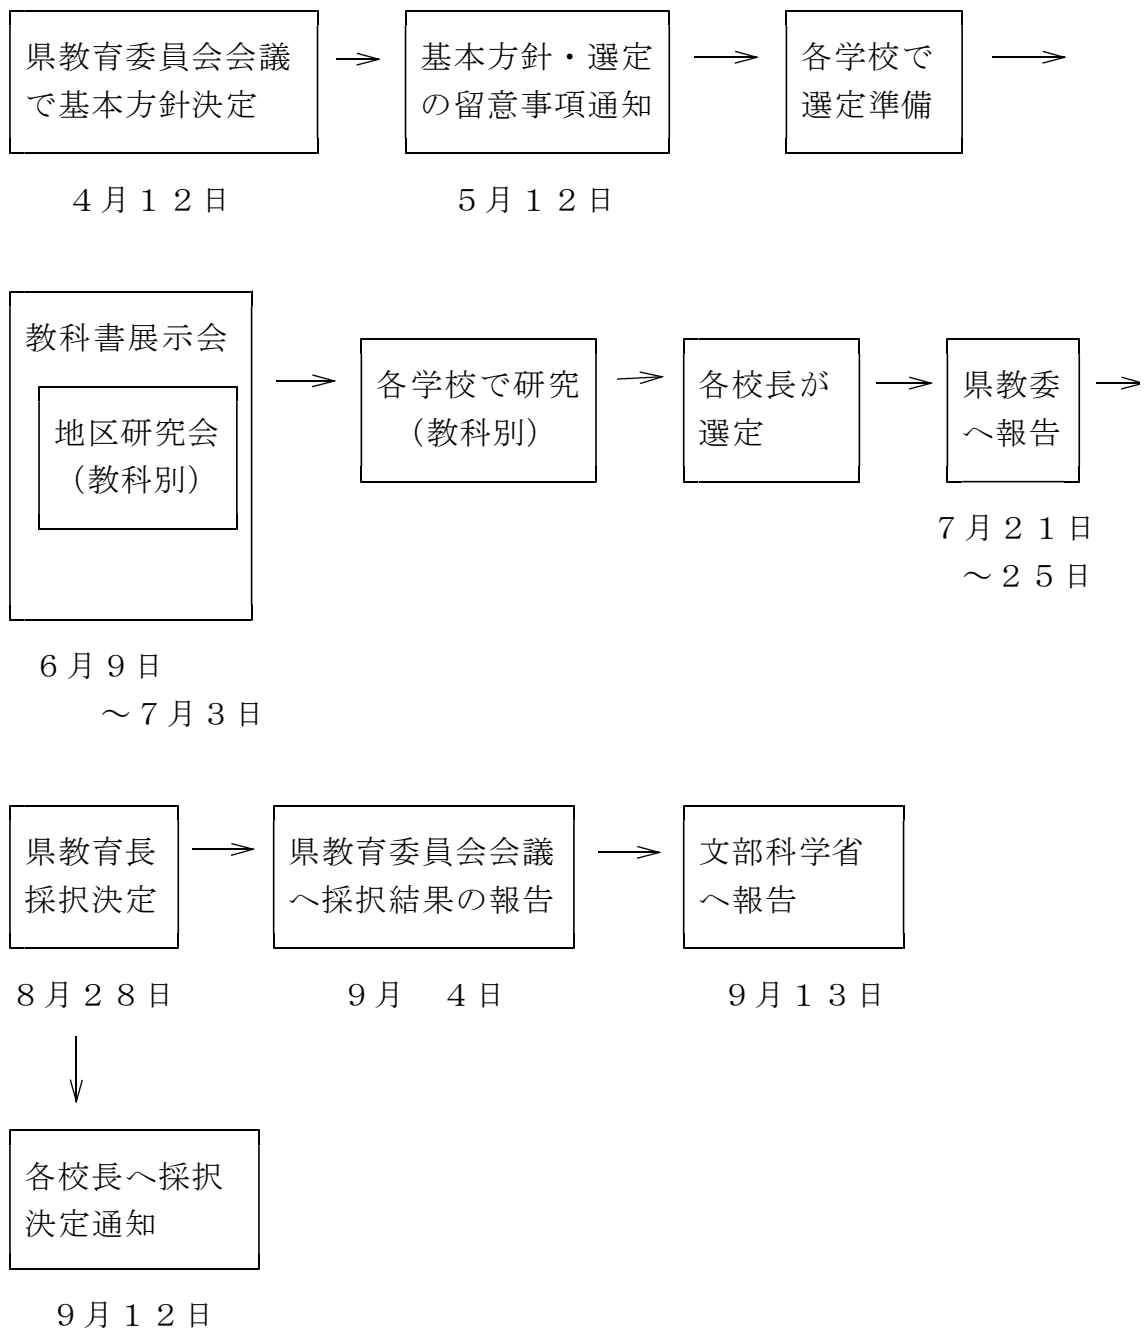 県教育委員会会議
で基本方針決定
４月１２日
基本方針・選定
の留意事項通知
５月１２日
各学校で
選定準備
教科書展示会
地区研究会
（教科別）
６月９日
～７月３日
各学校で研究
（教科別）
各校長が
選定
県教委
へ報告
７月２１日
～２５日
県教育長
採択決定
８月２８日
県教育委員会会議
へ採択結果の報告
９月　４日
文部科学省
へ報告
９月１３日
各校長へ採択
決定通知
９月１２日